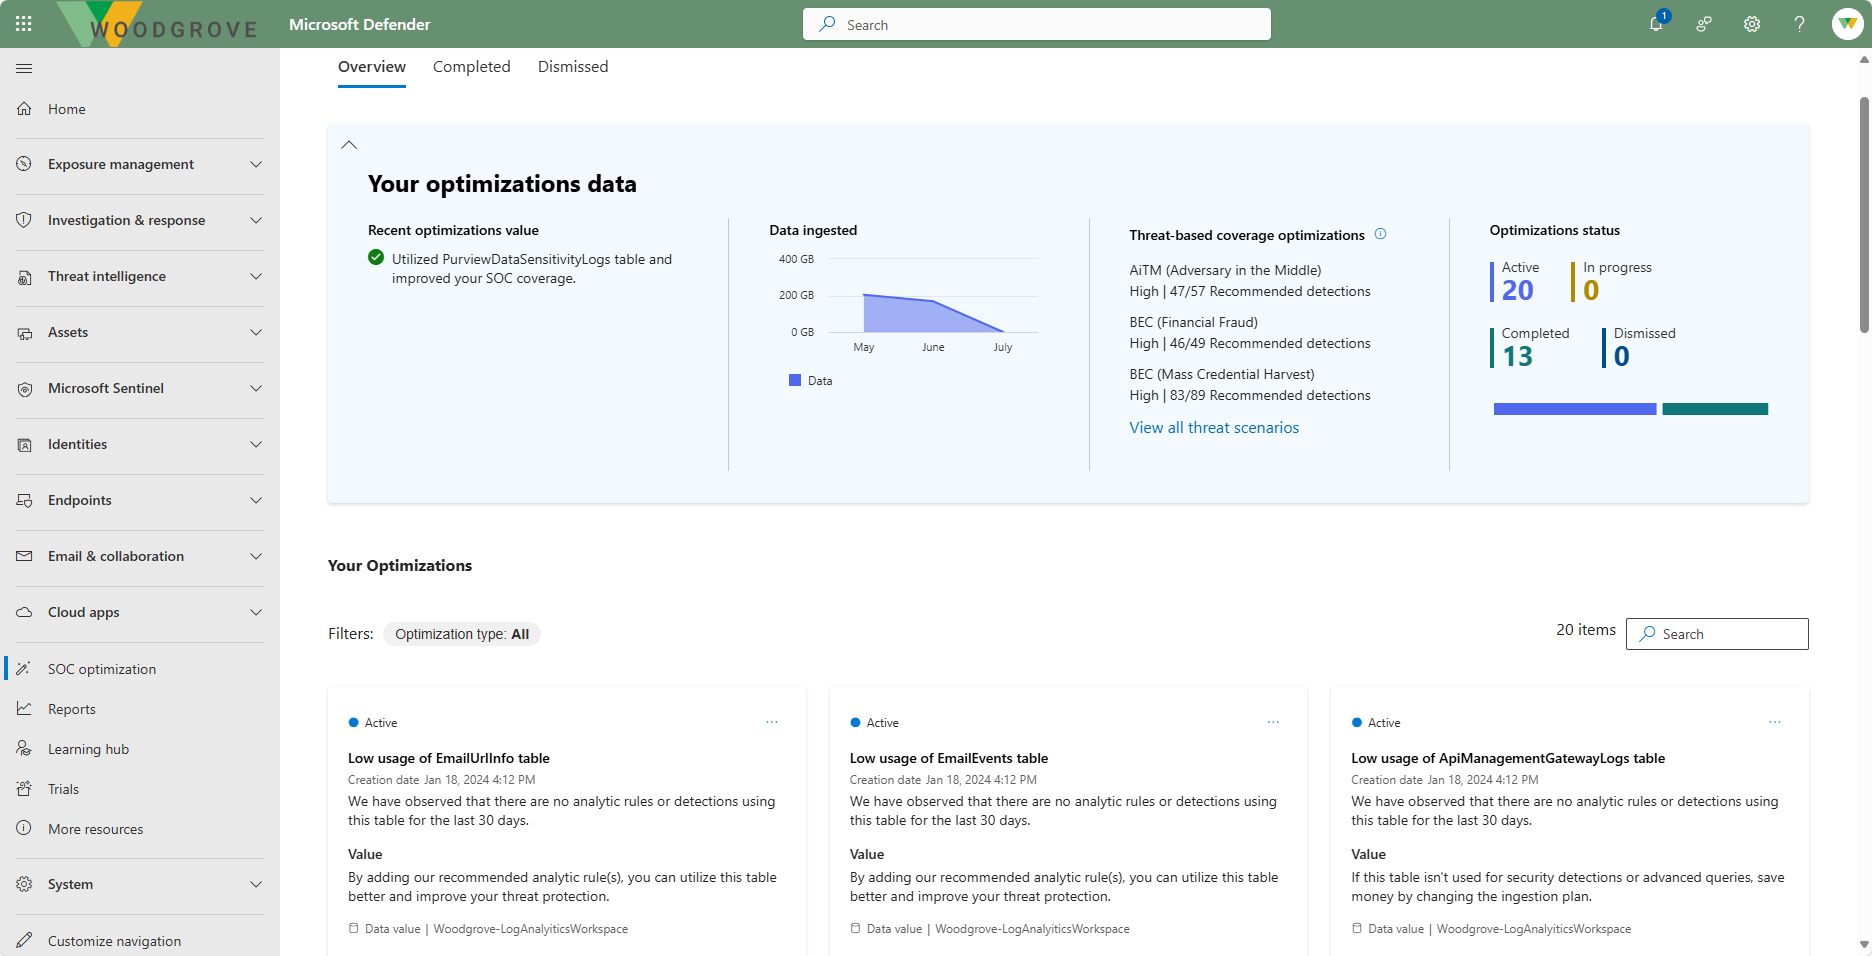 WOODGROVE
Microsoft Defender
Search
1
Overview
Completed
Dismissed
Home
Exposure management
Investigation & response
Threat intelligence
Assets
Microsoft Sentinel
Identities
Endpoints
Email & collaboration
Cloud apps
SOC optimization
Reports
Learning hub
Trials
More resources
System
Customize navigation
Your optimizations data
Recent optimizations value
Utilized PurviewDataSensitivityLogs table and
improved your SOC coverage.
Data ingested
400 GB
200 GB
0 GB
May
June
July
Data
Threat-based coverage optimizations
AiTM (Adversary in the Middle)
High | 47/57 Recommended detections
BEC (Financial Fraud)
High | 46/49 Recommended detections
BEC (Mass Credential Harvest)
High | 83/89 Recommended detections
View all threat scenarios
Optimizations status
Active
20
In progress
0
Completed
13
Dismissed
0
Your Optimizations
Filters:
Optimization type: All
20 items
Search
Active
Low usage of EmailUrlInfo table
Creation date Jan 18, 2024 4:12 PM
We have observed that there are no analytic rules or detections using
this table for the last 30 days.
Value
By adding our recommended analytic rule(s), you can utilize this table
better and improve your threat protection.
Data value | Woodgrove-LogAnalyiticsWorkspace
Active
Low usage of EmailEvents table
Creation date Jan 18, 2024 4:12 PM
We have observed that there are no analytic rules or detections using
this table for the last 30 days.
Value
By adding our recommended analytic rule(s), you can utilize this table
better and improve your threat protection.
Data value | Woodgrove-LogAnalyiticsWorkspace
Active
Low usage of ApiManagementGatewayLogs table
Creation date Jan 18, 2024 4:12 PM
We have observed that there are no analytic rules or detections using
this table for the last 30 days.
Value
If this table isn't used for security detections or advanced queries, save
money by changing the ingestion plan.
Data value | Woodgrove-LogAnalyiticsWorkspace